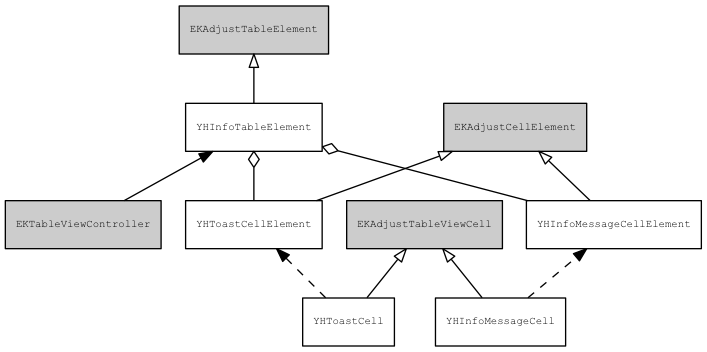 EKAdjustTableElement
YHInfoTableElement
EKAdjustCellElement
EKTableViewController
YHToastCellElement
EKAdjustTableViewCell
YHInfoMessageCellElement
YHToastCell
YHInfoMessageCell